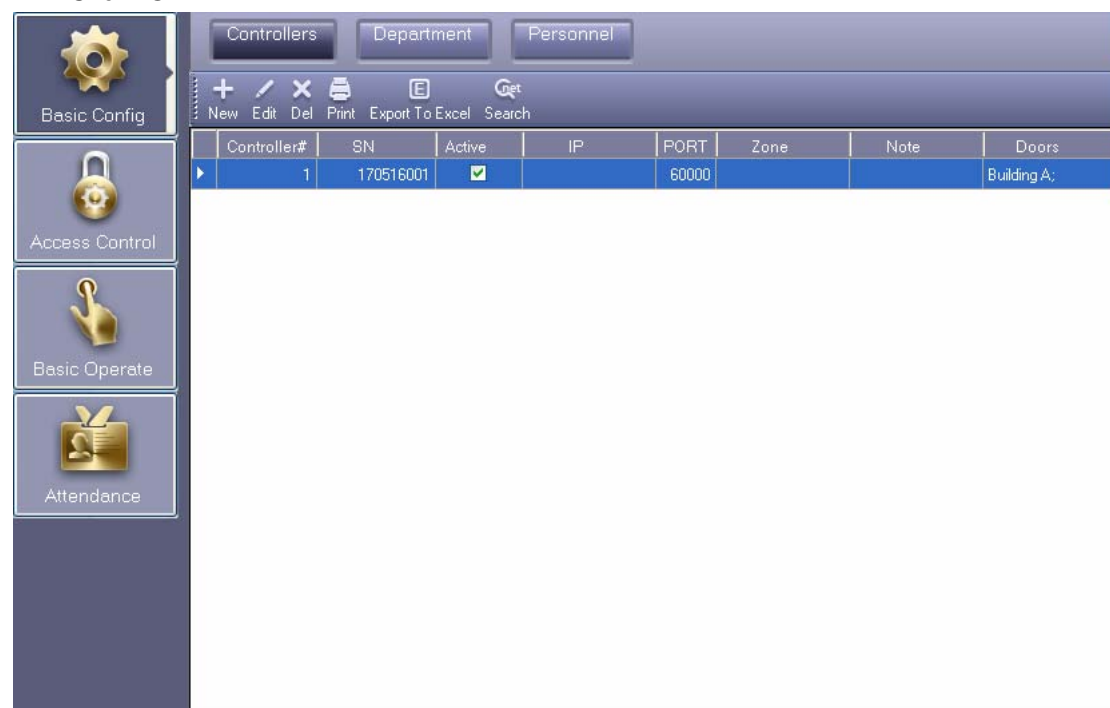 Controllers Department Personnel
Basic Config
New Edit Del Print Export To Excel Search
Controller# SN Active IP PORT Zone Note Doors
1 170516001 60000 Building A;
Access Control
Basic Operate
Attendance